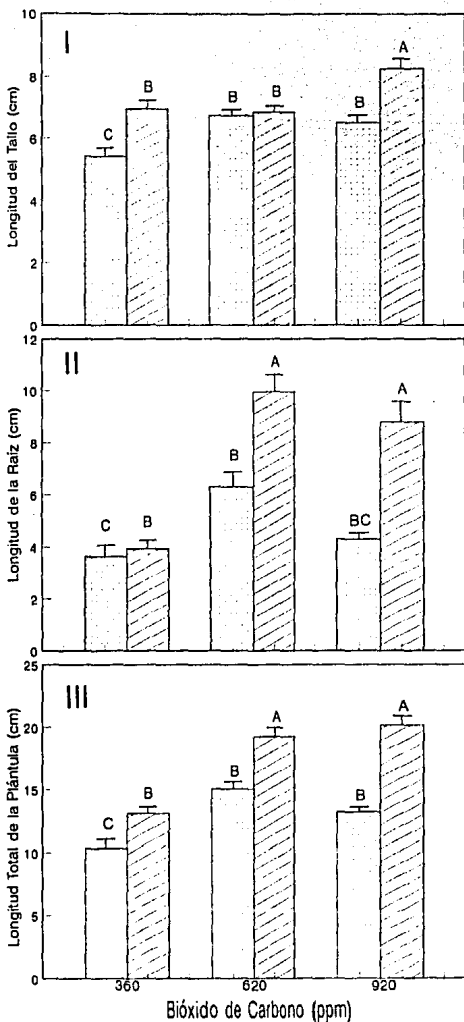 I
Longitud del Tallo (cm)
10
8
6
4
2
0
C
B
B
B
B
A
II
Longitud de la Raíz (cm)
12
10
8
6
4
2
0
C
B
B
A
BC
A
III
Longitud Total de la Plántula (cm)
25
20
15
10
5
0
C
B
B
A
B
A
360
620
920
Bióxido de Carbono (ppm)